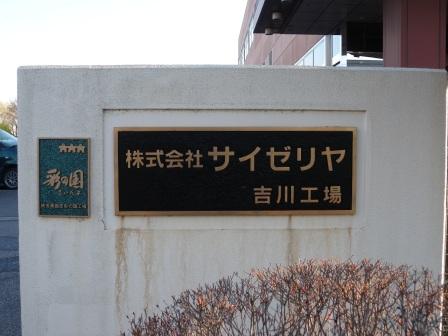 彩の国
株式会社 サイゼリヤ
吉川工場